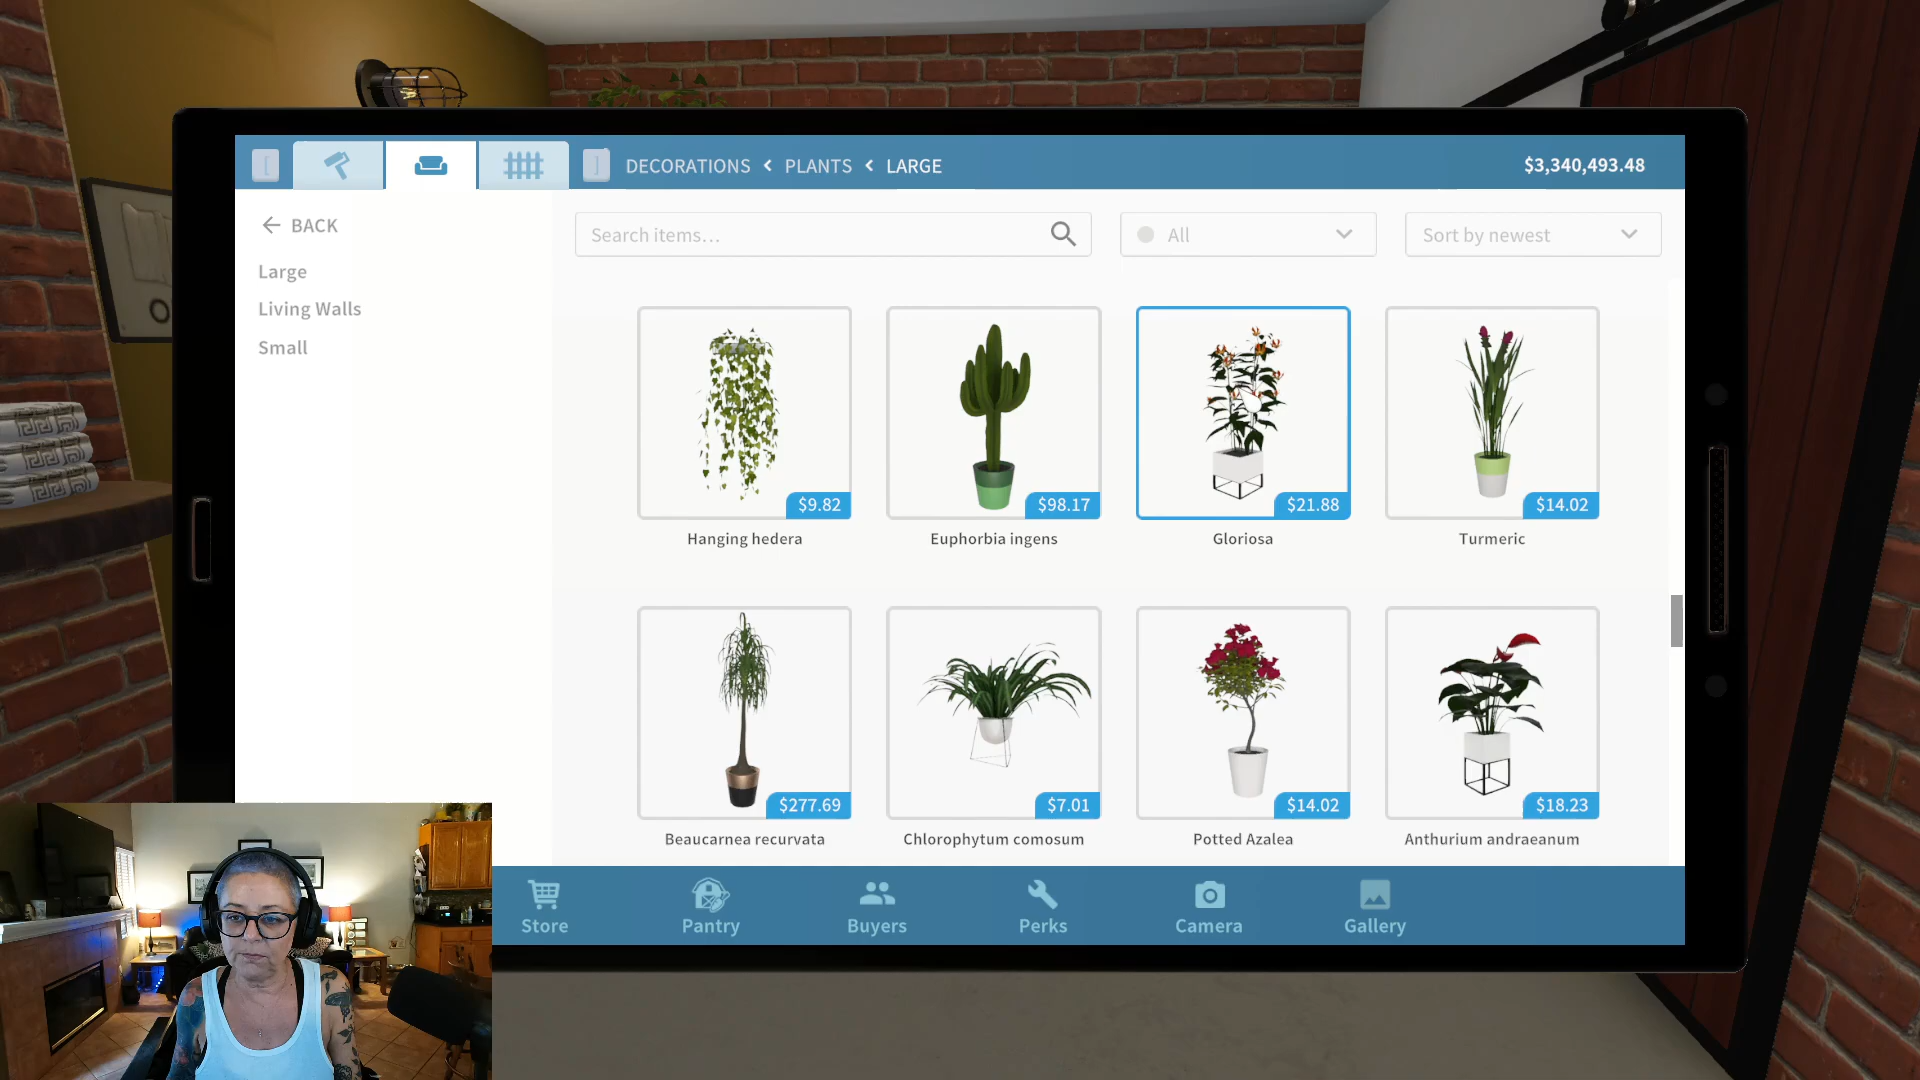 [
]
DECORATIONS < PLANTS < LARGE
$3,340,493.48
BACK
Large
Living Walls
Small
Search items...
All
Sort by newest
$9.82
$98.17
$21.88
$14.02
Hanging hedera
Euphorbia ingens
Gloriosa
Turmeric
$277.69
$7.01
$14.02
$18.23
Beaucarnea recurvata
Chlorophytum comosum
Potted Azalea
Anthurium andraeanum
Store
Pantry
Buyers
Perks
Camera
Gallery